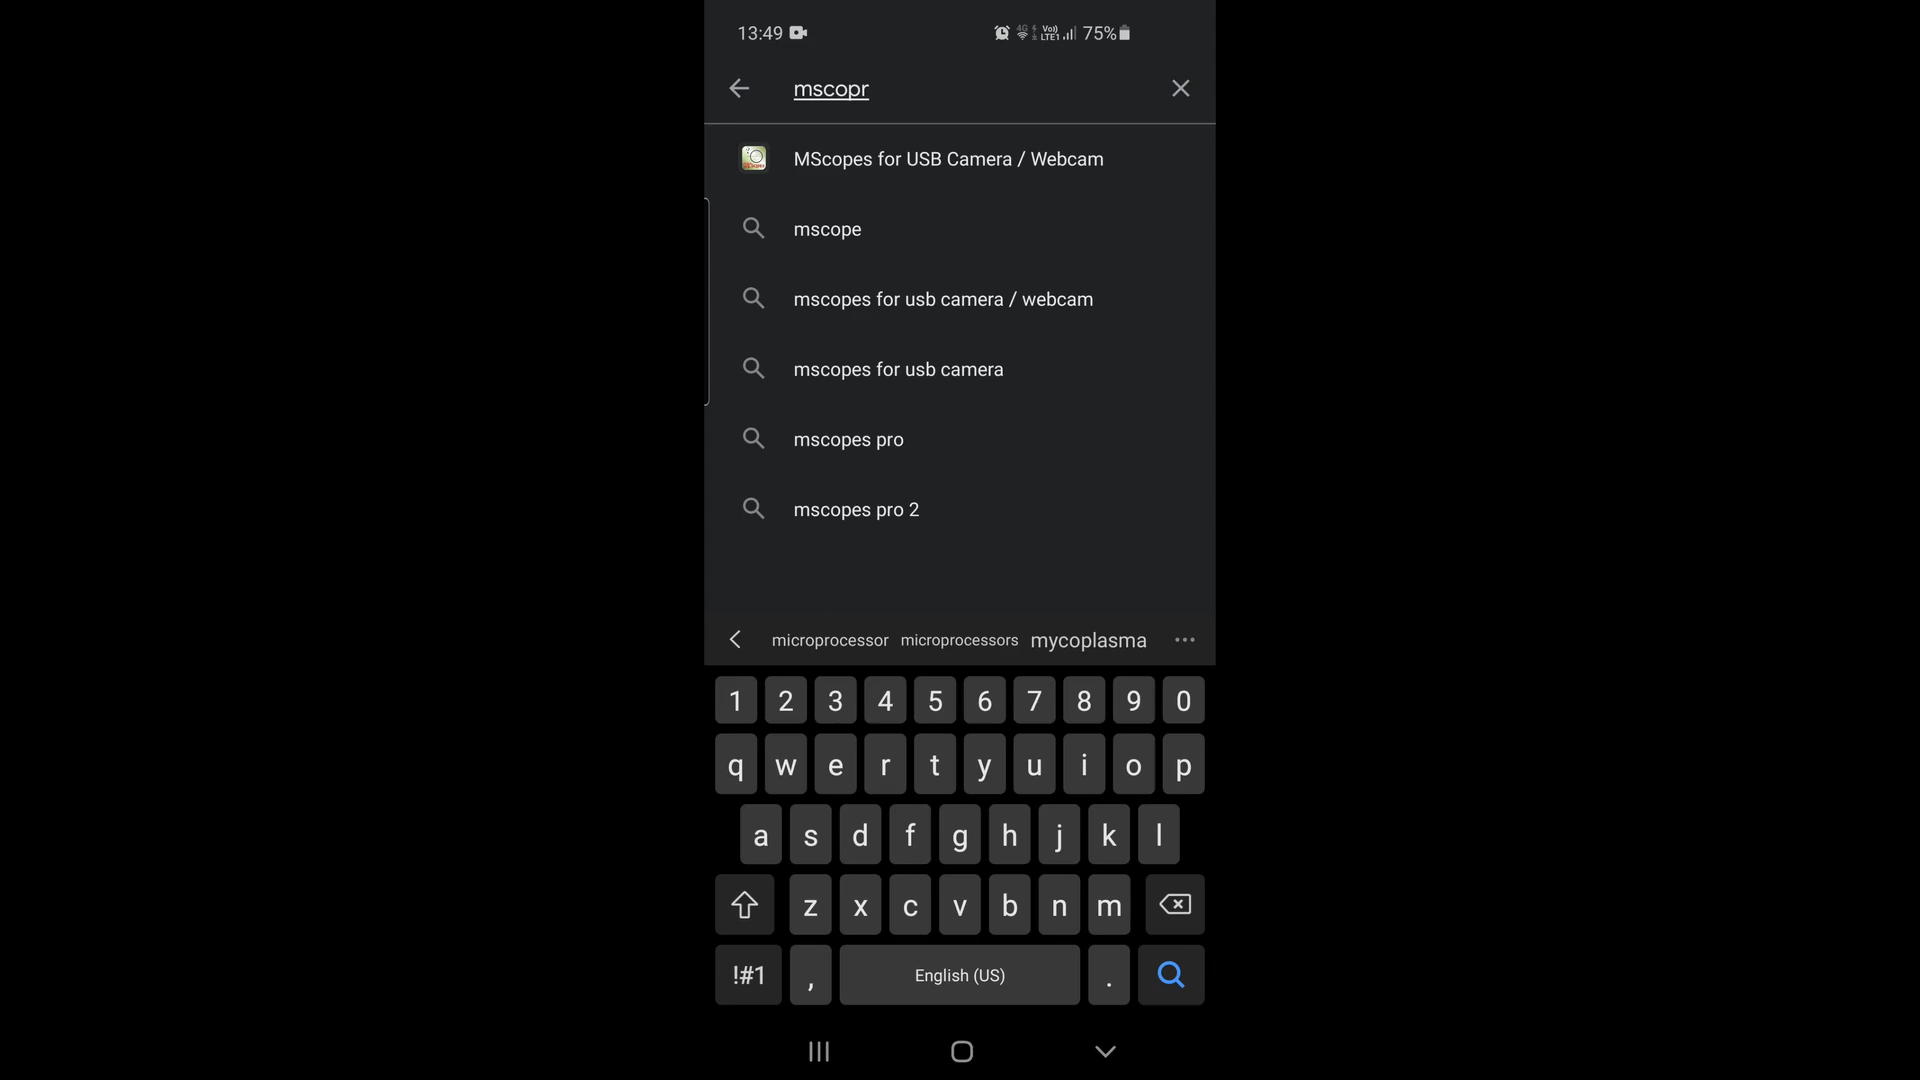 13:49 75%
mscopr
MScopes for USB Camera / Webcam
mscope
mscopes for usb camera / webcam
mscopes for usb camera
mscopes pro
mscopes pro 2
microprocessor microprocessors mycoplasma
1 2 3 4 5 6 7 8 9 0
q w e r t y u i o p
a s d f g h j k l
z x c v b n m
!#1 , English (US) .